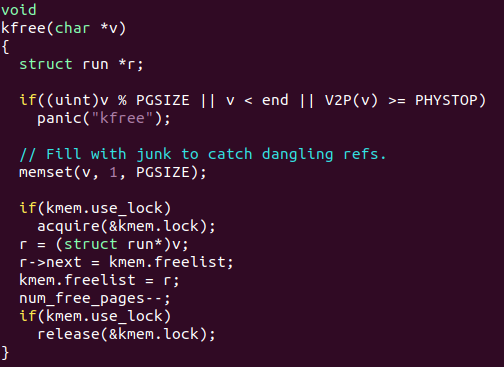 void
kfree(char *v)
{
  struct run *r;

  if((uint)v % PGSIZE || v < end || V2P(v) >= PHYSTOP)
    panic("kfree");

  // Fill with junk to catch dangling refs.
  memset(v, 1, PGSIZE);

  if(kmem.use_lock)
    acquire(&kmem.lock);
  r = (struct run*)v;
  r->next = kmem.freelist;
  kmem.freelist = r;
  num_free_pages--;
  if(kmem.use_lock)
    release(&kmem.lock);
}